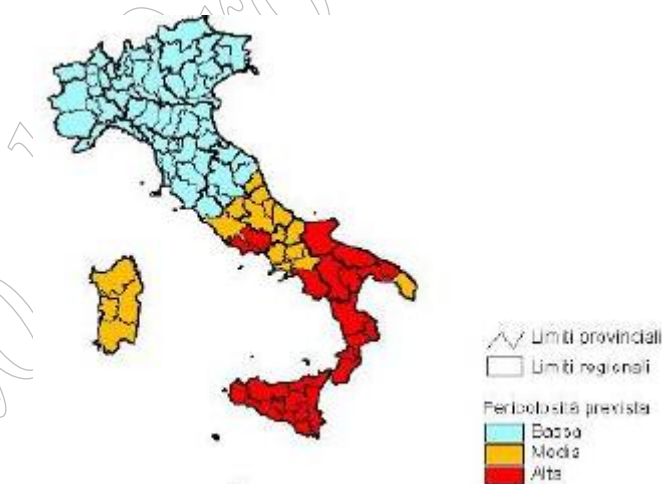 Limiti provinciali
Limiti regionali
Pericolosità prevista
Bassa
Media
Alta